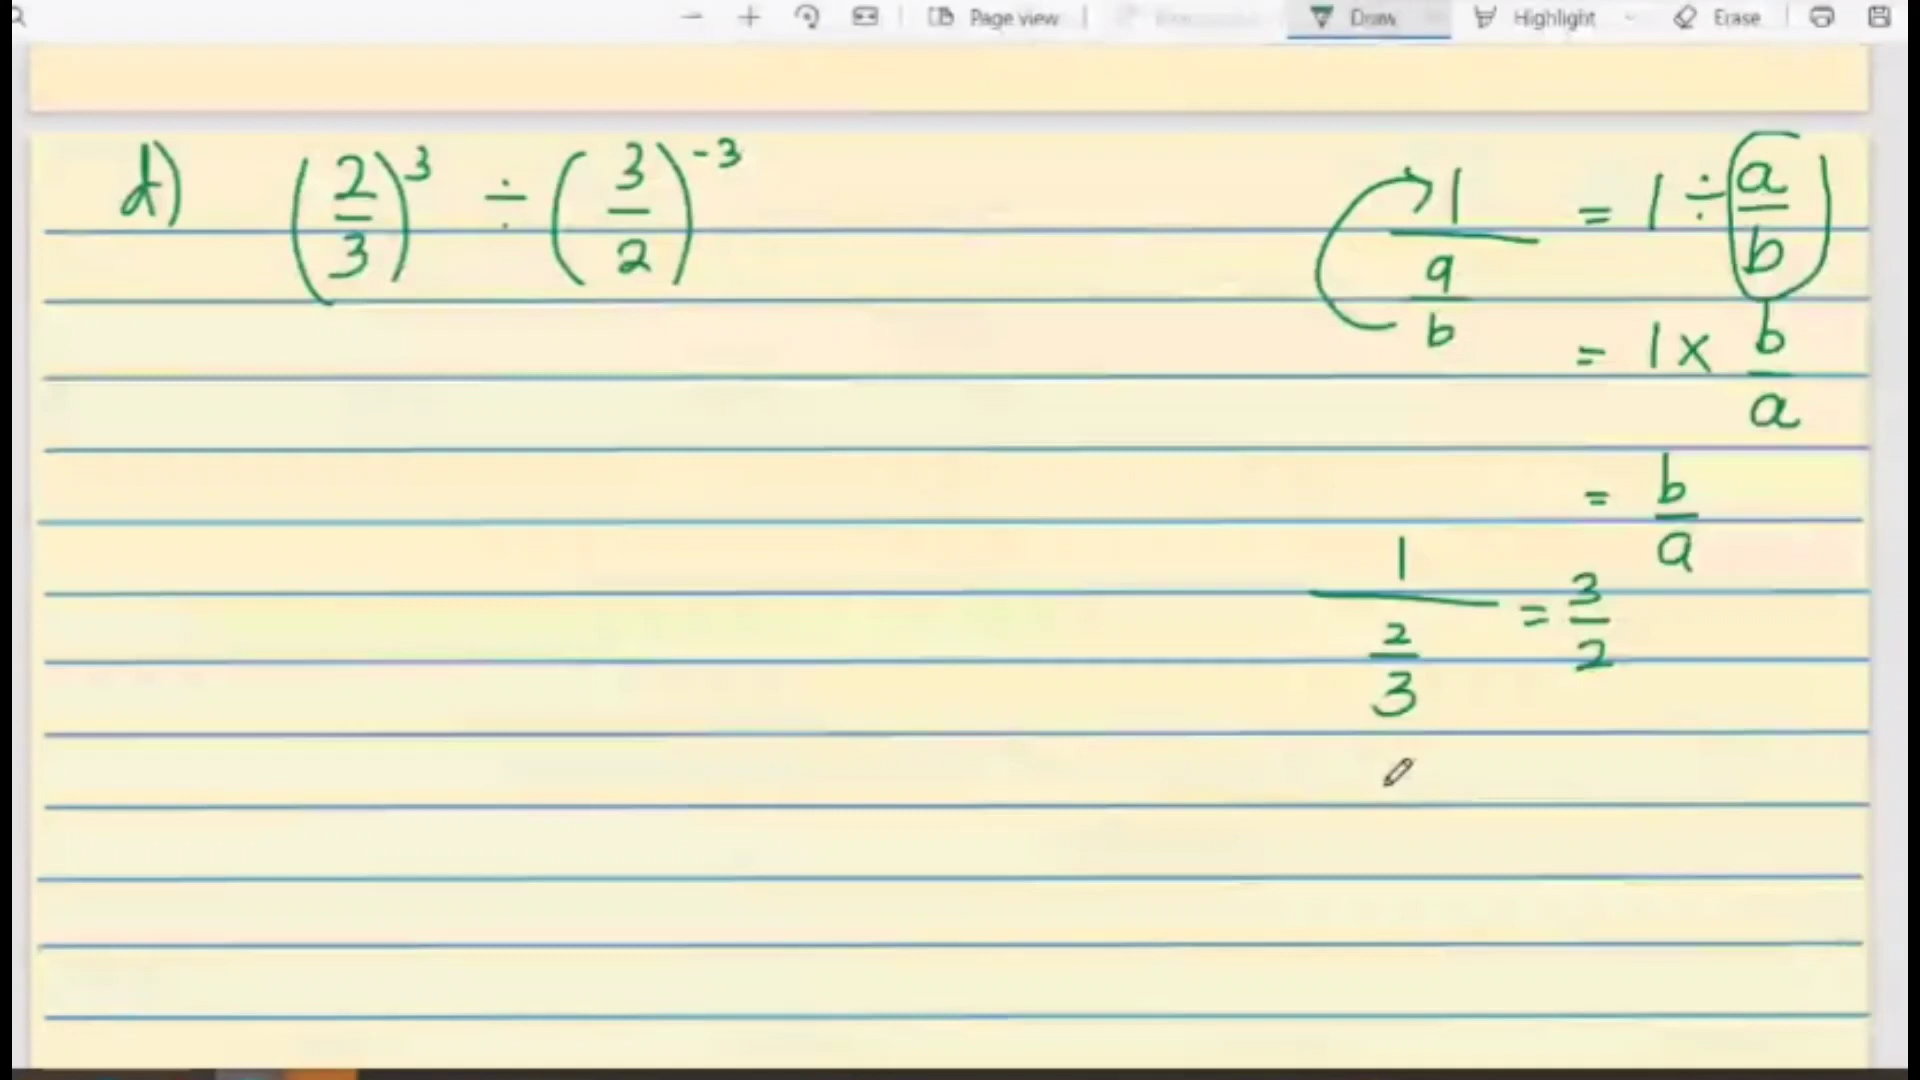 Page view Draw Highlight Erase
d) (2/3)^3 ÷ (3/2)^-3
1/(a/b) = 1 ÷ (a/b)
= 1 × b/a
= b/a
1/(2/3) = 3/2